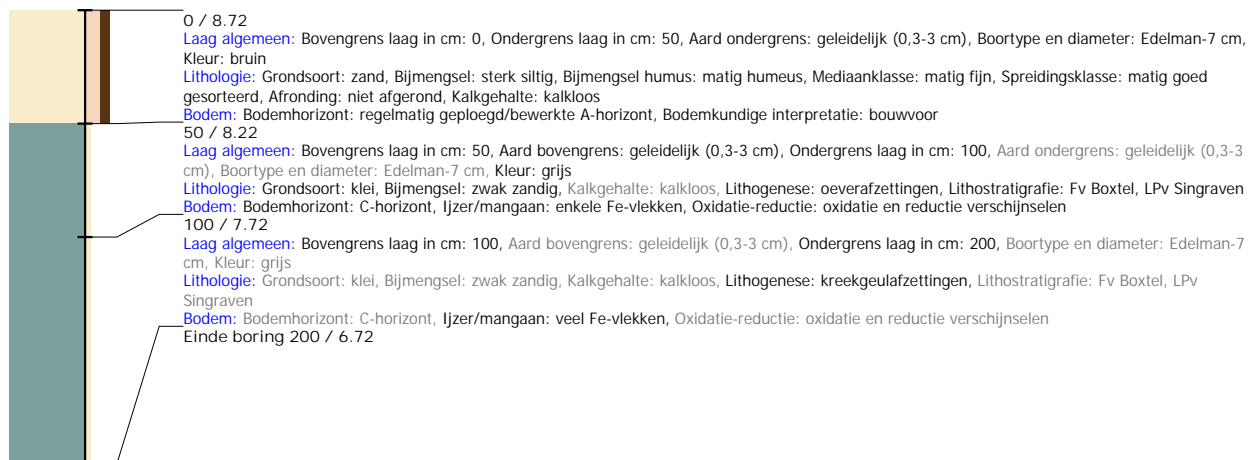 0 / 8.72
Laag algemeen: Bovengrens laag in cm: 0, Ondergrens laag in cm: 50, Aard ondergrens: geleidelijk (0,3-3 cm), Boortype en diameter: Edelman-7 cm,
Kleur: bruin
Lithologie: Grondsoort: zand, Bijmengsel: sterk siltig, Bijmengsel humus: matig humeus, Mediaanklasse: matig fijn, Spreidingsklasse: matig goed
gesorteerd, Afronding: niet afgerond, Kalkgehalte: kalkloos
Bodem: Bodemhorizont: regelmatig geploegd/bewerkte A-horizont, Bodemkundige interpretatie: bouwvoor
50 / 8.22
Laag algemeen: Bovengrens laag in cm: 50, Aard bovengrens: geleidelijk (0,3-3 cm), Ondergrens laag in cm: 100, Aard ondergrens: geleidelijk (0,3-3
cm), Boortype en diameter: Edelman-7 cm, Kleur: grijs
Lithologie: Grondsoort: klei, Bijmengsel: zwak zandig, Kalkgehalte: kalkloos, Lithogenese: oeverafzettingen, Lithostratigrafie: Fv Boxtel, LPv Singraven
Bodem: Bodemhorizont: C-horizont, Ijzer/mangaan: enkele Fe-vlekken, Oxidatie-reductie: oxidatie en reductie verschijnselen
100 / 7.72
Laag algemeen: Bovengrens laag in cm: 100, Aard bovengrens: geleidelijk (0,3-3 cm), Ondergrens laag in cm: 200, Boortype en diameter: Edelman-7
cm, Kleur: grijs
Lithologie: Grondsoort: klei, Bijmengsel: zwak zandig, Kalkgehalte: kalkloos, Lithogenese: kreekgeulafzettingen, Lithostratigrafie: Fv Boxtel, LPv
Singraven
Bodem: Bodemhorizont: C-horizont, Ijzer/mangaan: veel Fe-vlekken, Oxidatie-reductie: oxidatie en reductie verschijnselen
Einde boring 200 / 6.72